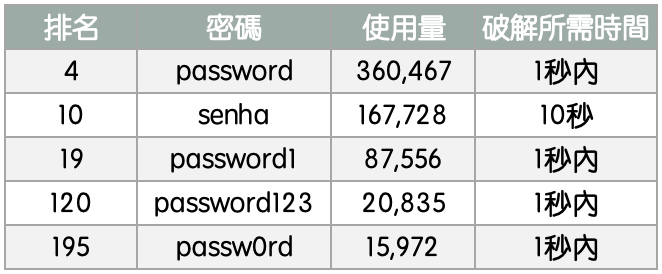 排名 密碼 使用量 破解所需時間
4 password 360,467 1秒內
10 senha 167,728 10秒
19 password1 87,556 1秒內
120 password123 20,835 1秒內
195 passw0rd 15,972 1秒內